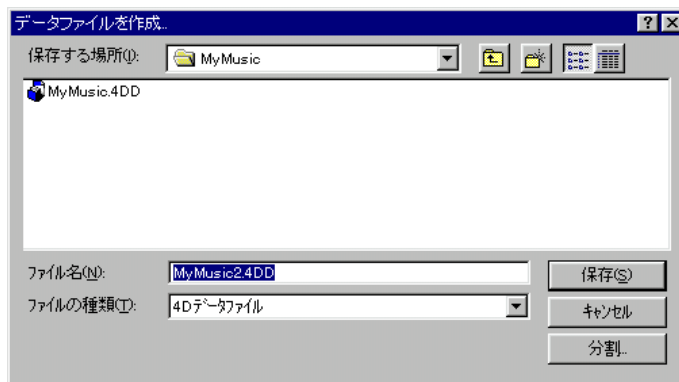 データファイルを作成..
保存する場所(I): MyMusic
MyMusic.4DD
ファイル名(N): MyMusic2.4DD 保存(S)
ファイルの種類(T): 4Dデータファイル キャンセル
分割..